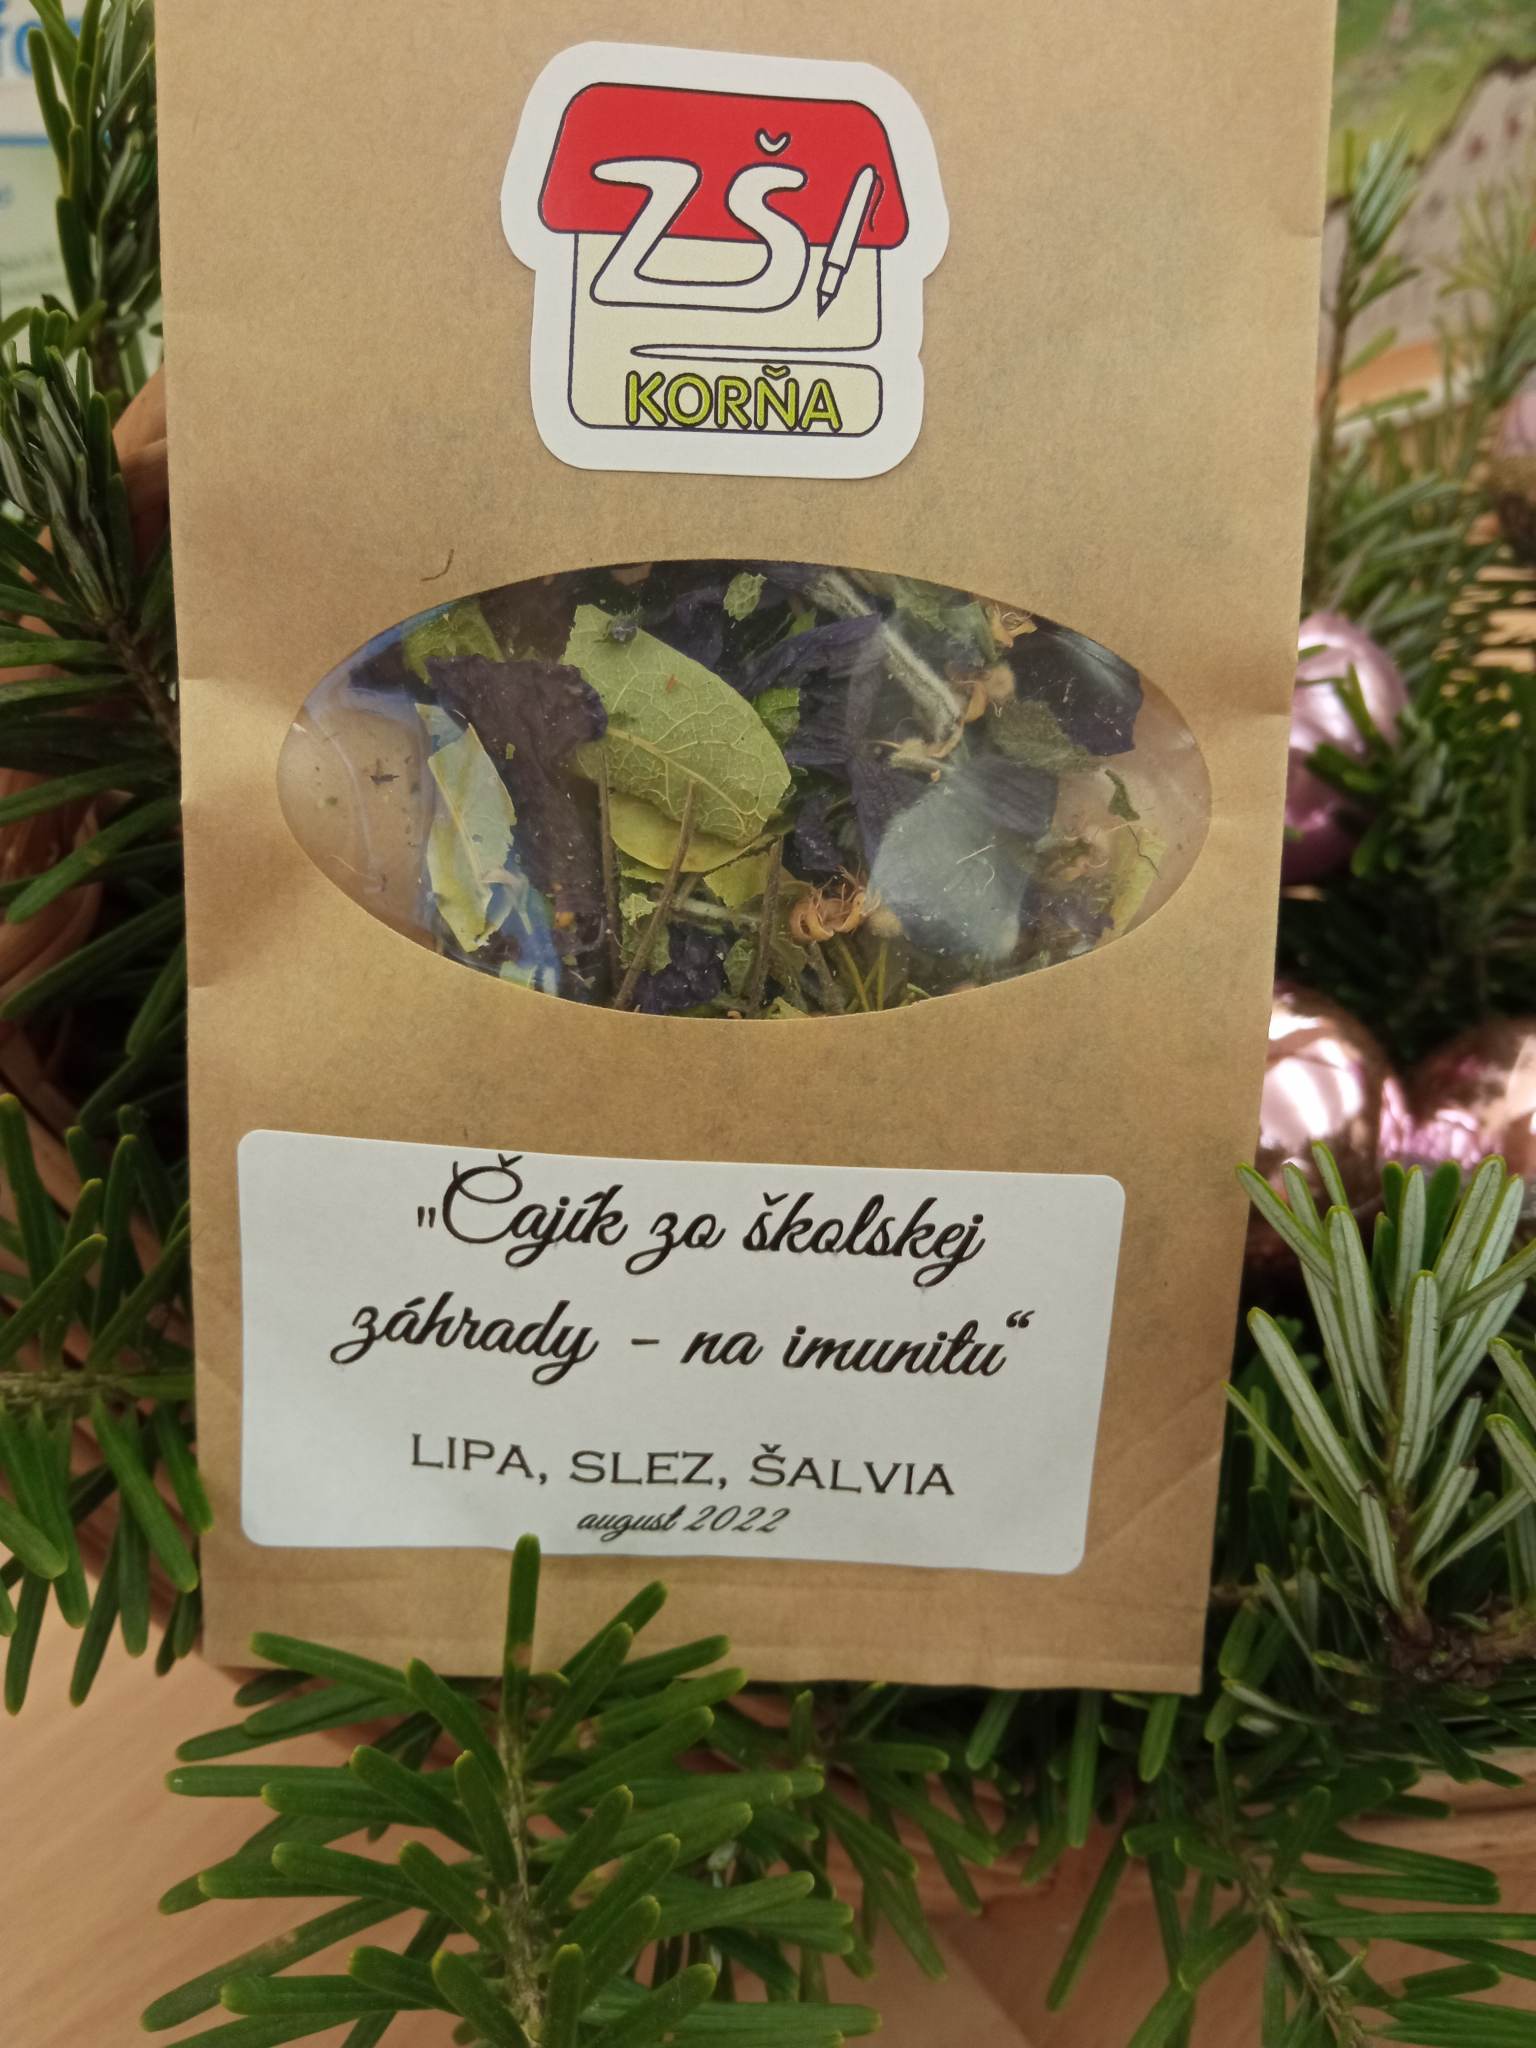 ZŠ
KORŇA
"Čajík zo školskej
záhrady - na imunitu“
LIPA, SLEZ, ŠALVIA
august 2022